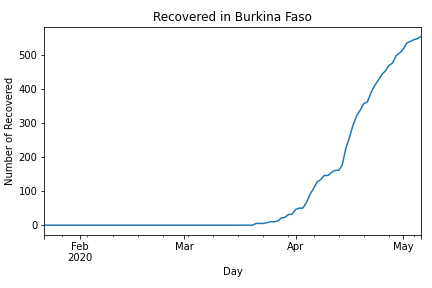 Recovered in Burkina Faso
Number of Recovered
500
400
300
200
100
0
Feb
2020
Mar
Apr
May
Day